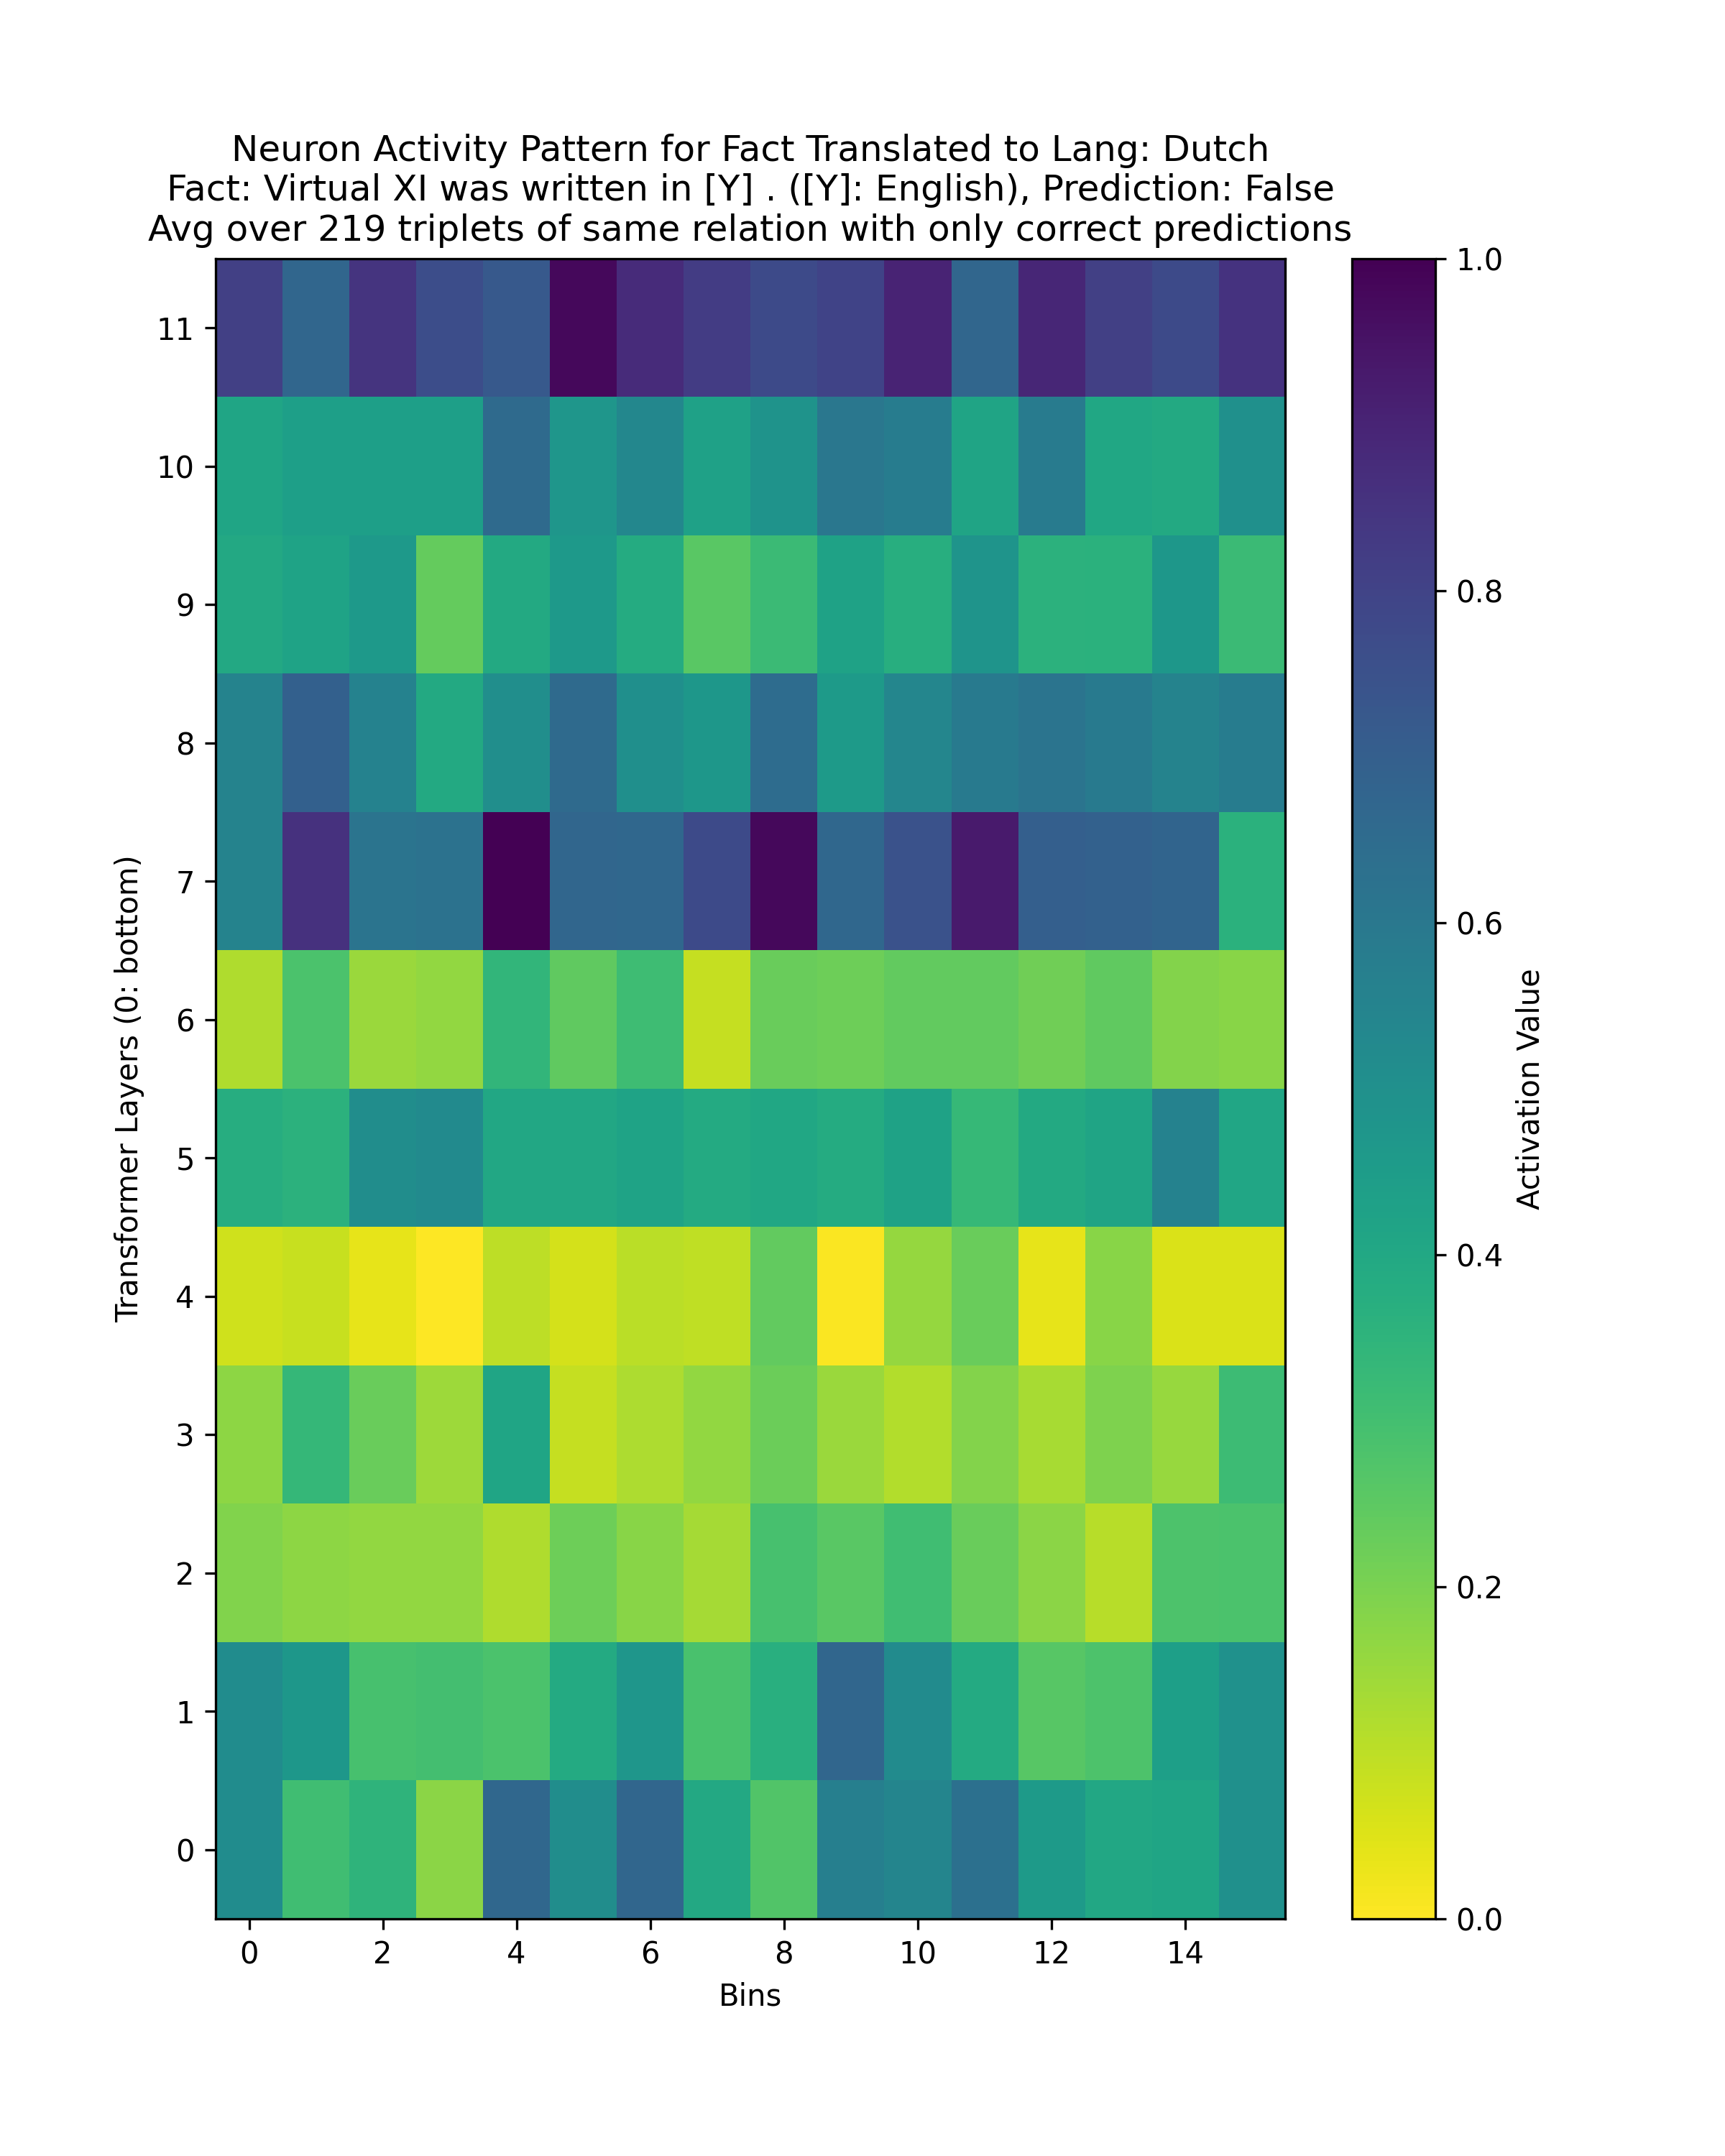 Neuron Activity Pattern for Fact Translated to Lang: Dutch
Fact: Virtual XI was written in [Y] . ([Y]: English), Prediction: False
Avg over 219 triplets of same relation with only correct predictions
Transformer Layers (0: bottom)
11
10
9
8
7
6
5
4
3
2
1
0
0 2 4 6 8 10 12 14
Bins
1.0
0.8
0.6
0.4
0.2
0.0
Activation Value